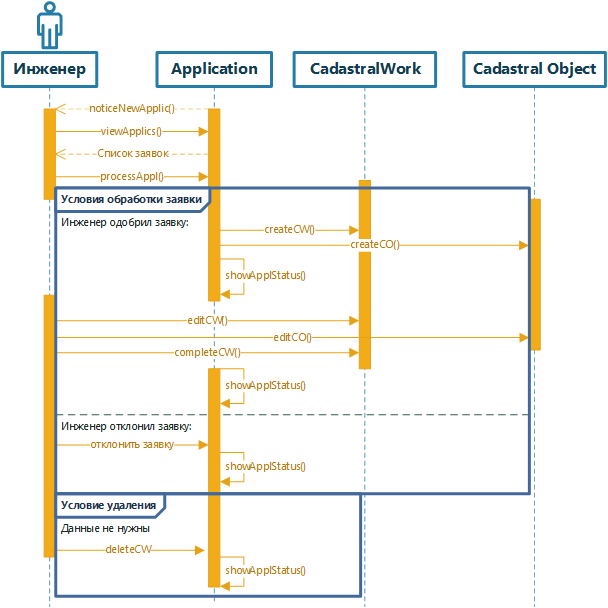 Инженер
Application
CadastralWork
Cadastral Object
noticeNewApplic()
viewApplics()
Список заявок
processAppl()
Условия обработки заявки
Инженер одобрил заявку:
createCW()
createCO()
showApplStatus()
editCW()
editCO()
completeCW()
showApplStatus()
Инженер отклонил заявку:
отклонить заявку
showApplStatus()
Условие удаления
Данные не нужны
deleteCW
showApplStatus()